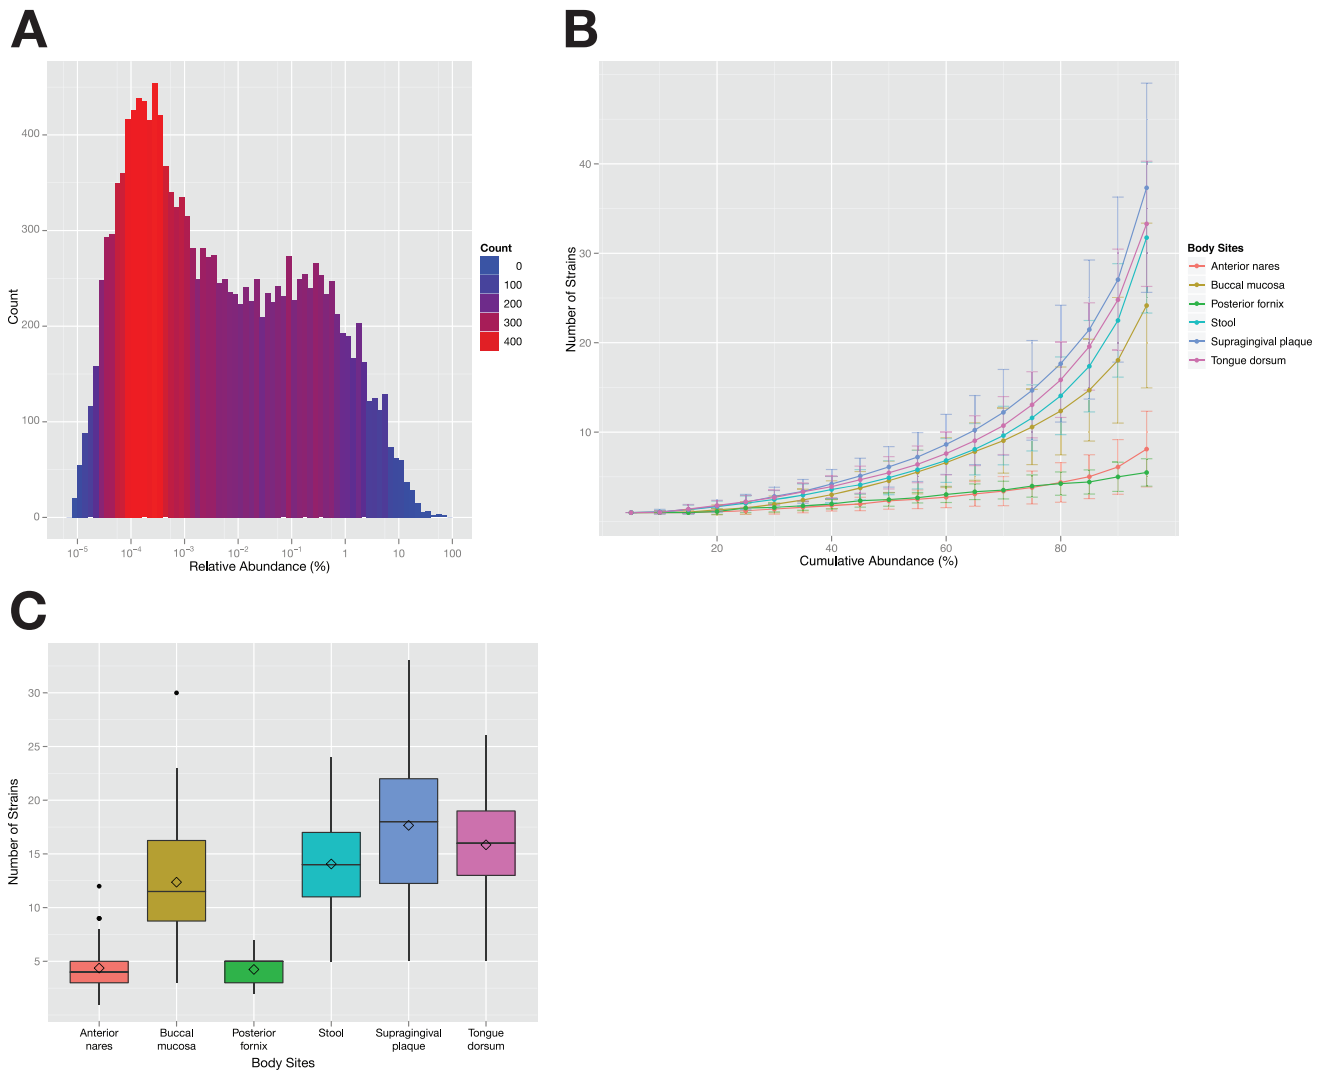 A
Count
400
300
200
100
0
10⁻⁵ 10⁻⁴ 10⁻³ 10⁻² 10⁻¹ 1 10 100
Relative Abundance (%)
Count
0
100
200
300
400
B
Number of Strains
40
30
20
10
20 40 60 80
Cumulative Abundance (%)
Body Sites
Anterior nares
Buccal mucosa
Posterior fornix
Stool
Supragingival plaque
Tongue dorsum
C
Number of Strains
30
25
20
15
10
5
Anterior Buccal Posterior Stool Supragingival Tongue
nares mucosa fornix plaque dorsum
Body Sites